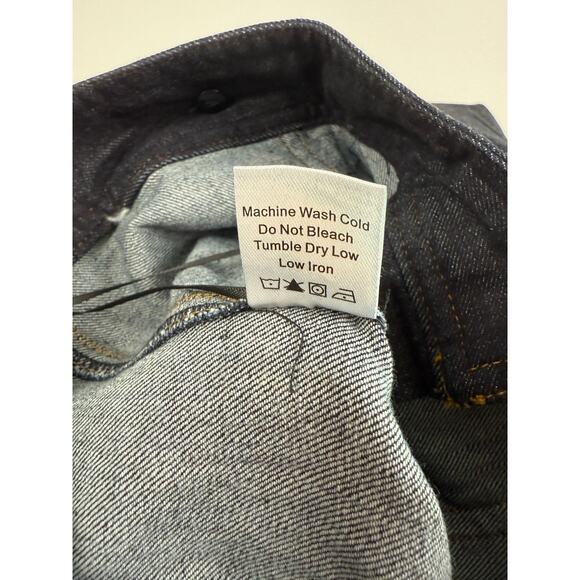 Machine Wash Cold
Do Not Bleach
Tumble Dry Low
Low Iron